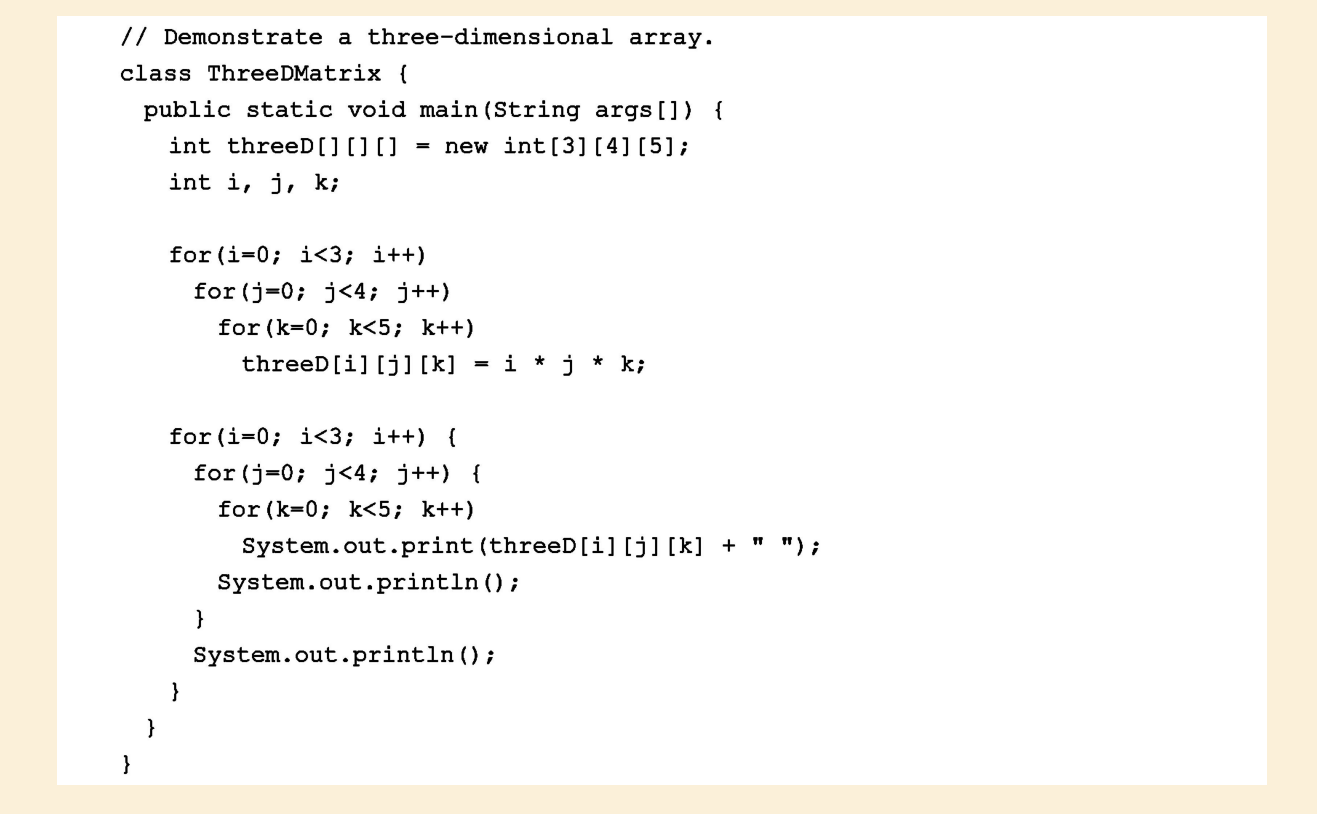 // Demonstrate a three-dimensional array.
class ThreeDMatrix {
  public static void main(String args[]) {
    int threeD[][][] = new int[3][4][5];
    int i, j, k;

    for(i=0; i<3; i++)
      for(j=0; j<4; j++)
        for(k=0; k<5; k++)
          threeD[i][j][k] = i * j * k;

    for(i=0; i<3; i++) {
      for(j=0; j<4; j++) {
        for(k=0; k<5; k++)
          System.out.print(threeD[i][j][k] + " ");
        System.out.println();
      }
      System.out.println();
    }
  }
}